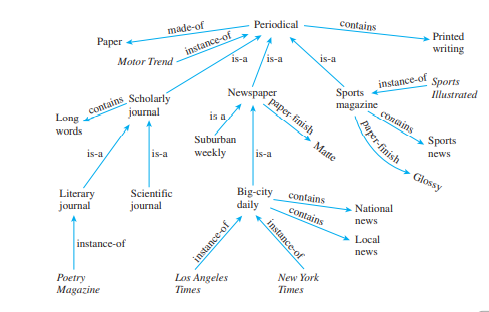 made-of
Periodical
contains
Paper
instance-of
Printed
writing
Motor Trend
is-a
is-a
is-a
instance-of
Sports
Illustrated
contains
Scholarly
journal
Newspaper
Sports
magazine
Long
words
is a
paper-finish
contains
paper-finish
Suburban
weekly
Matte
Sports
news
is-a
is-a
is-a
Glossy
Literary
journal
Scientific
journal
Big-city
daily
contains
contains
National
news
instance-of
instance-of
instance-of
Local
news
Poetry
Magazine
Los Angeles
Times
New York
Times